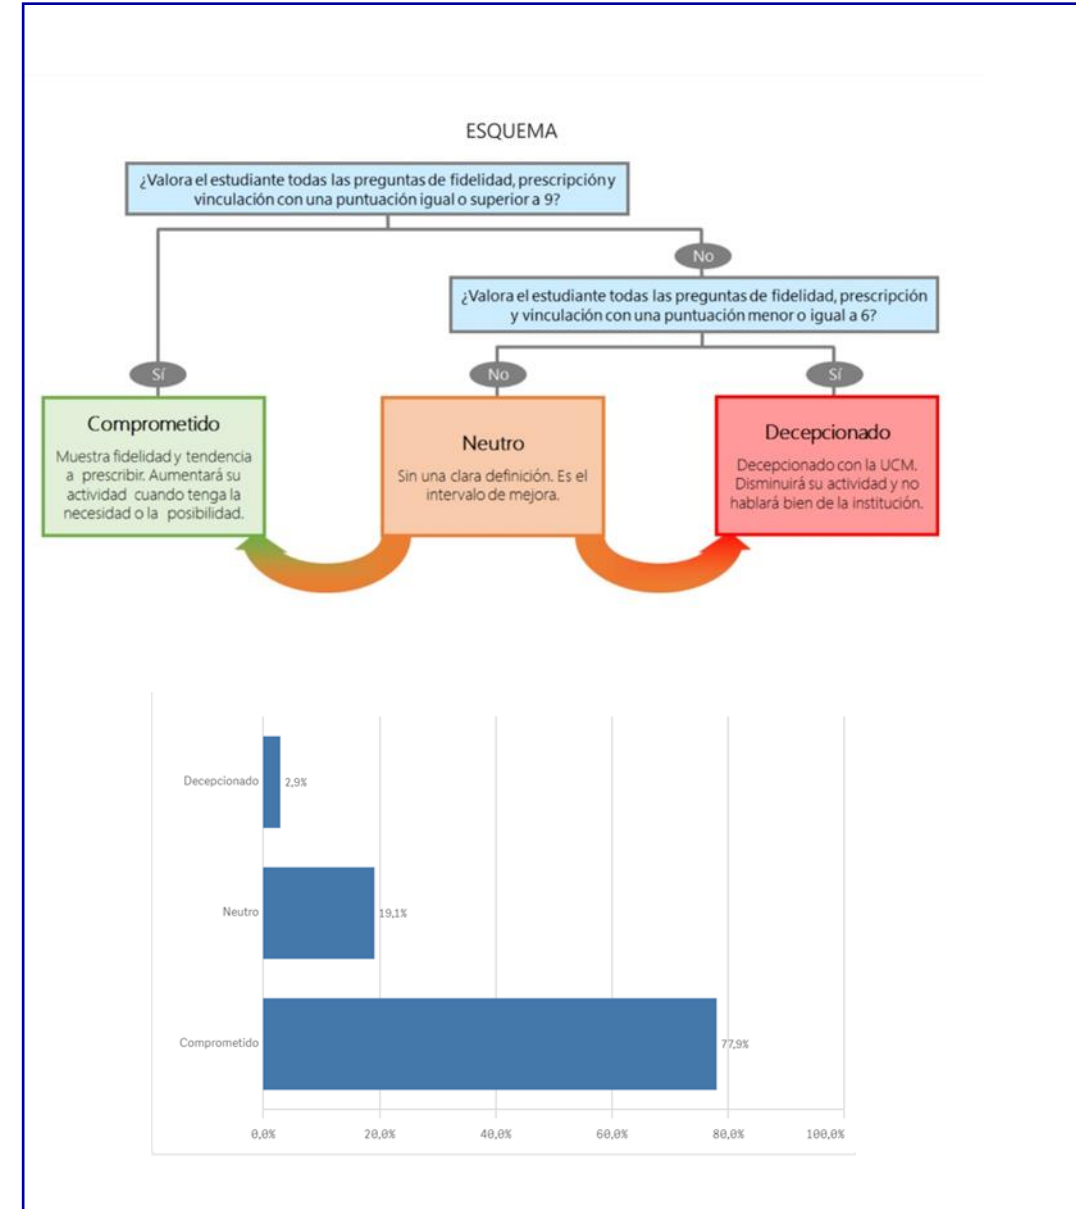 ESQUEMA
¿Valora el estudiante todas las preguntas de fidelidad, prescripción y
vinculación con una puntuación igual o superior a 9?
No
¿Valora el estudiante todas las preguntas de fidelidad, prescripción
y vinculación con una puntuación menor o igual a 6?
Sí
No
Sí
Comprometido
Muestra fidelidad y tendencia
a prescribir. Aumentará su
actividad cuando tenga la
necesidad o la posibilidad.
Neutro
Sin una clara definición. Es el
intervalo de mejora.
Decepcionado
Decepcionado con la UCM.
Disminuirá su actividad y no
hablará bien de la institución.
Decepcionado
2,9%
Neutro
19,1%
Comprometido
77,9%
0,0%
20,0%
40,0%
60,0%
80,0%
100,0%